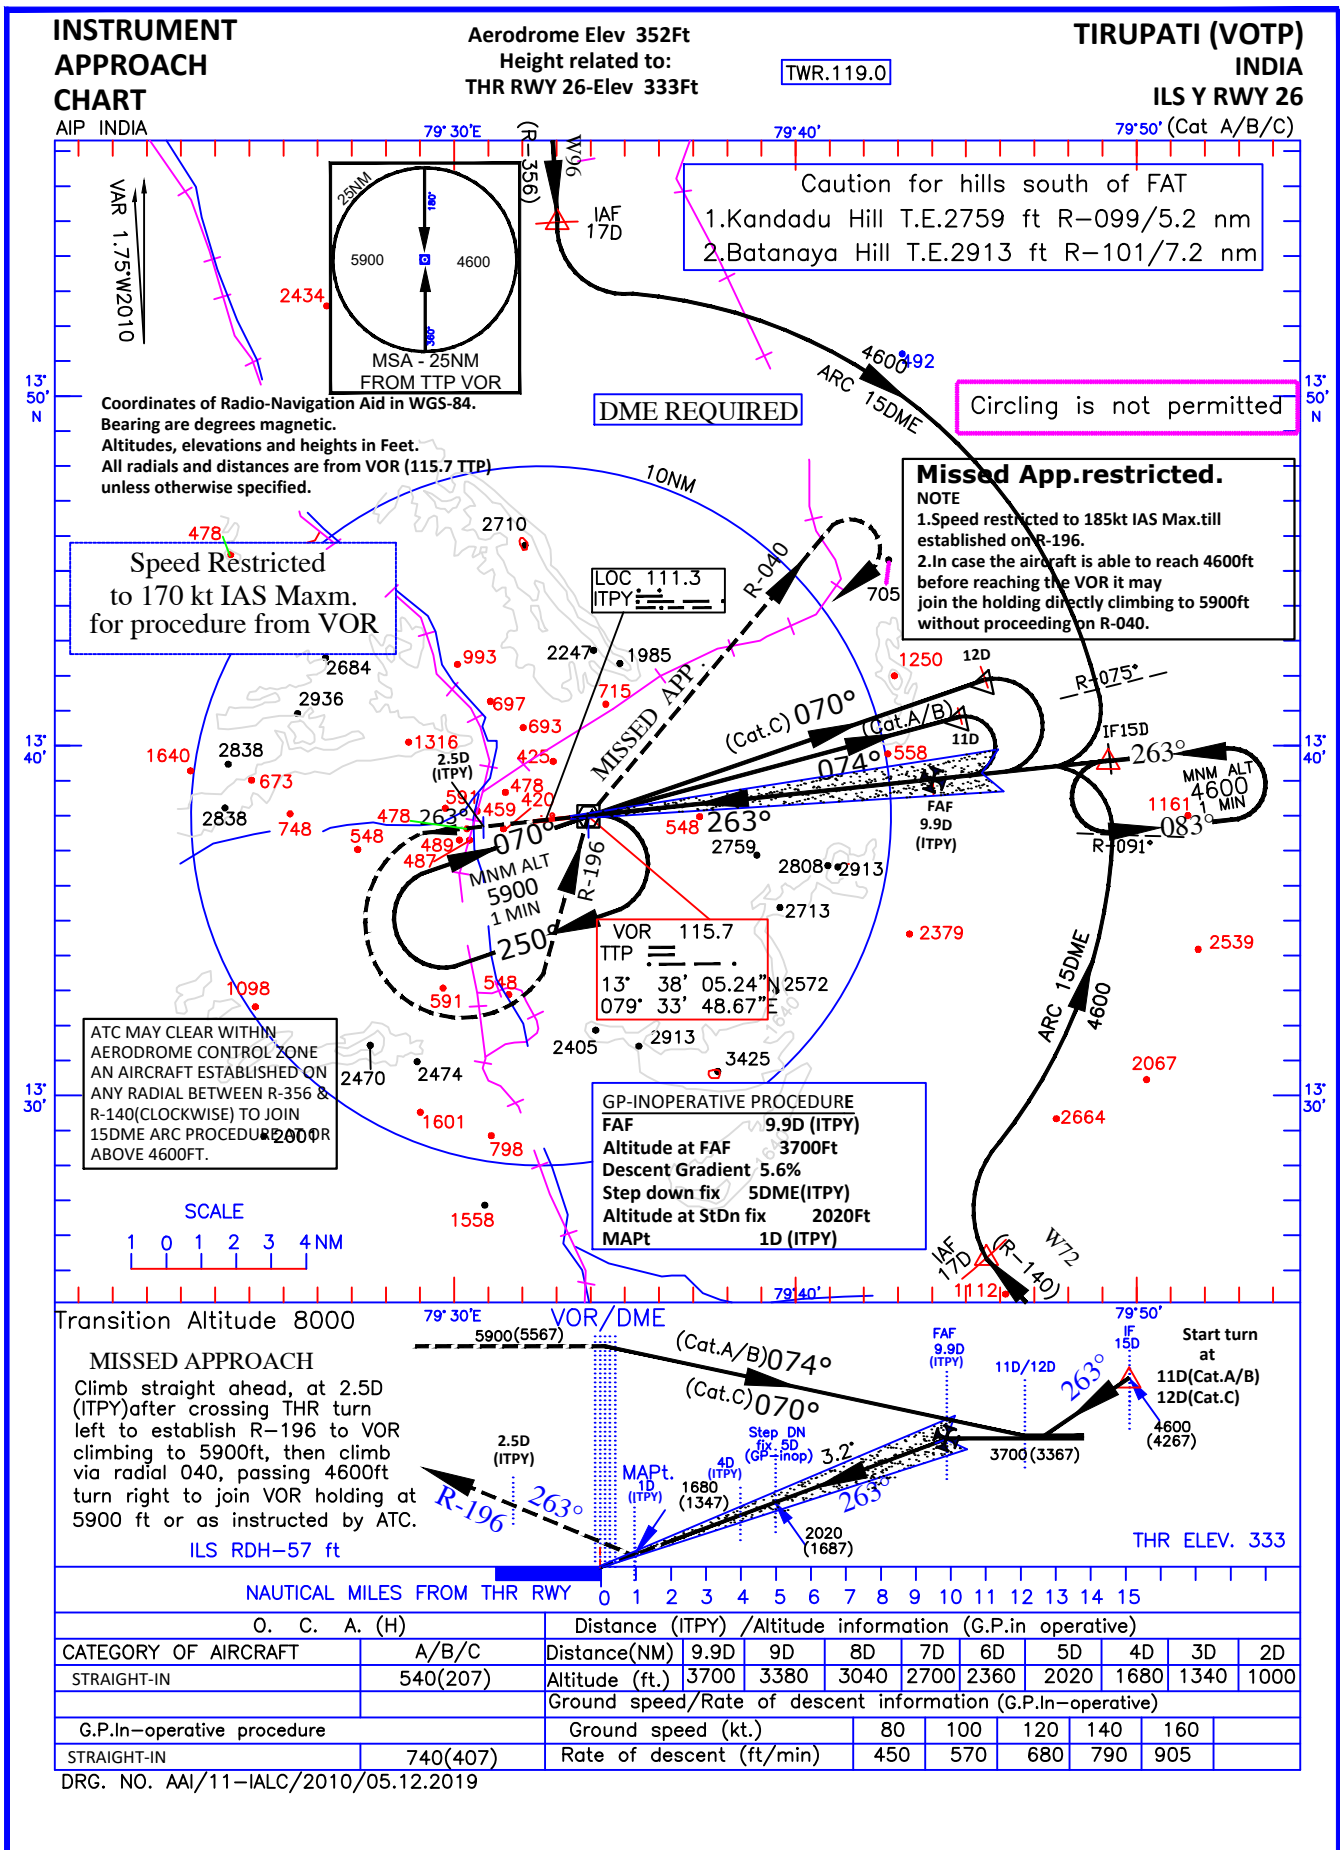 INSTRUMENT
APPROACH
CHART
AIP INDIA
Aerodrome Elev 352Ft
Height related to:
THR RWY 26-Elev 333Ft
TWR.119.0
TIRUPATI (VOTP)
INDIA
ILS Y RWY 26
(Cat A/B/C)
79°30'E
79°40'
79°50'
VAR 1.75°W2010
25NM
180°
5900
4600
360°
MSA - 25NM
FROM TTP VOR
(R-356)
W96
IAF
17D
Caution for hills south of FAT
1.Kandadu Hill T.E.2759 ft R-099/5.2 nm
2.Batanaya Hill T.E.2913 ft R-101/7.2 nm
2434
4600
ARC 15DME
492
13°
50'
N
13°
50'
N
Coordinates of Radio-Navigation Aid in WGS-84.
Bearing are degrees magnetic.
Altitudes, elevations and heights in Feet.
All radials and distances are from VOR (115.7 TTP)
unless otherwise specified.
DME REQUIRED
Circling is not permitted
Missed App.restricted.
NOTE
1.Speed restricted to 185kt IAS Max.till
established on R-196.
2.In case the aircraft is able to reach 4600ft
before reaching the VOR it may
join the holding directly climbing to 5900ft
without proceeding on R-040.
10NM
478
2710
Speed Restricted
to 170 kt IAS Maxm.
for procedure from VOR
LOC 111.3
ITPY
R-040
705
2684
993
2247
1985
1250
12D
R-075°
2936
697
715
MISSED APP.
(Cat.C) 070°
(Cat.A/B)
11D
693
1316
425
2838
1640
2.5D
(ITPY)
558
074°
IF15D
263°
MNM ALT
4600
1 MIN
13°
40'
13°
40'
673
478
591
459
420
FAF
9.9D
(ITPY)
1161
083°
R-091°
2838
748
478
263°
548
263°
548
489
487
070°
2759
2808
2913
MNM ALT
5900
1 MIN
250°
R-196
2713
2379
2539
VOR 115.7
TTP
13° 38' 05.24"N
079° 33' 48.67"E
2572
1640
1098
591
548
ARC 15DME
4600
ATC MAY CLEAR WITHIN
AERODROME CONTROL ZONE
AN AIRCRAFT ESTABLISHED ON
ANY RADIAL BETWEEN R-356 &
R-140(CLOCKWISE) TO JOIN
15DME ARC PROCEDURE AT OR
ABOVE 4600FT.
2001
2470
2474
2405
2913
3425
2067
13°
30'
13°
30'
1601
798
1640
2664
GP-INOPERATIVE PROCEDURE
FAF 9.9D (ITPY)
Altitude at FAF 3700Ft
Descent Gradient 5.6%
Step down fix 5DME(ITPY)
Altitude at StDn fix 2020Ft
MAPt 1D (ITPY)
1558
SCALE
1 0 1 2 3 4 NM
IAF
17D
(R-140)
W72
1112
79°30'E
79°40'
79°50'
Transition Altitude 8000
MISSED APPROACH
Climb straight ahead, at 2.5D
(ITPY)after crossing THR turn
left to establish R-196 to VOR
climbing to 5900ft, then climb
via radial 040, passing 4600ft
turn right to join VOR holding at
5900 ft or as instructed by ATC.
ILS RDH-57 ft
VOR/DME
5900(5567)
(Cat.A/B)074°
(Cat.C)070°
FAF
9.9D
(ITPY)
11D/12D
IF
15D
Start turn
at
11D(Cat.A/B)
12D(Cat.C)
263°
4600
(4267)
3700(3367)
Step DN
fix 5D
(GP-inop)
3.2°
263°
4D
(ITPY)
2.5D
(ITPY)
MAPt.
1D
(ITPY)
1680
(1347)
2020
(1687)
R-196
263°
THR ELEV. 333
NAUTICAL MILES FROM THR RWY
0 1 2 3 4 5 6 7 8 9 10 11 12 13 14 15
O. C. A. (H)
Distance (ITPY) /Altitude information (G.P.in operative)
CATEGORY OF AIRCRAFT A/B/C
Distance(NM) 9.9D 9D 8D 7D 6D 5D 4D 3D 2D
STRAIGHT-IN 540(207)
Altitude (ft.) 3700 3380 3040 2700 2360 2020 1680 1340 1000
Ground speed/Rate of descent information (G.P.In-operative)
G.P.In-operative procedure
Ground speed (kt.) 80 100 120 140 160
STRAIGHT-IN 740(407)
Rate of descent (ft/min) 450 570 680 790 905
DRG. NO. AAI/11-IALC/2010/05.12.2019